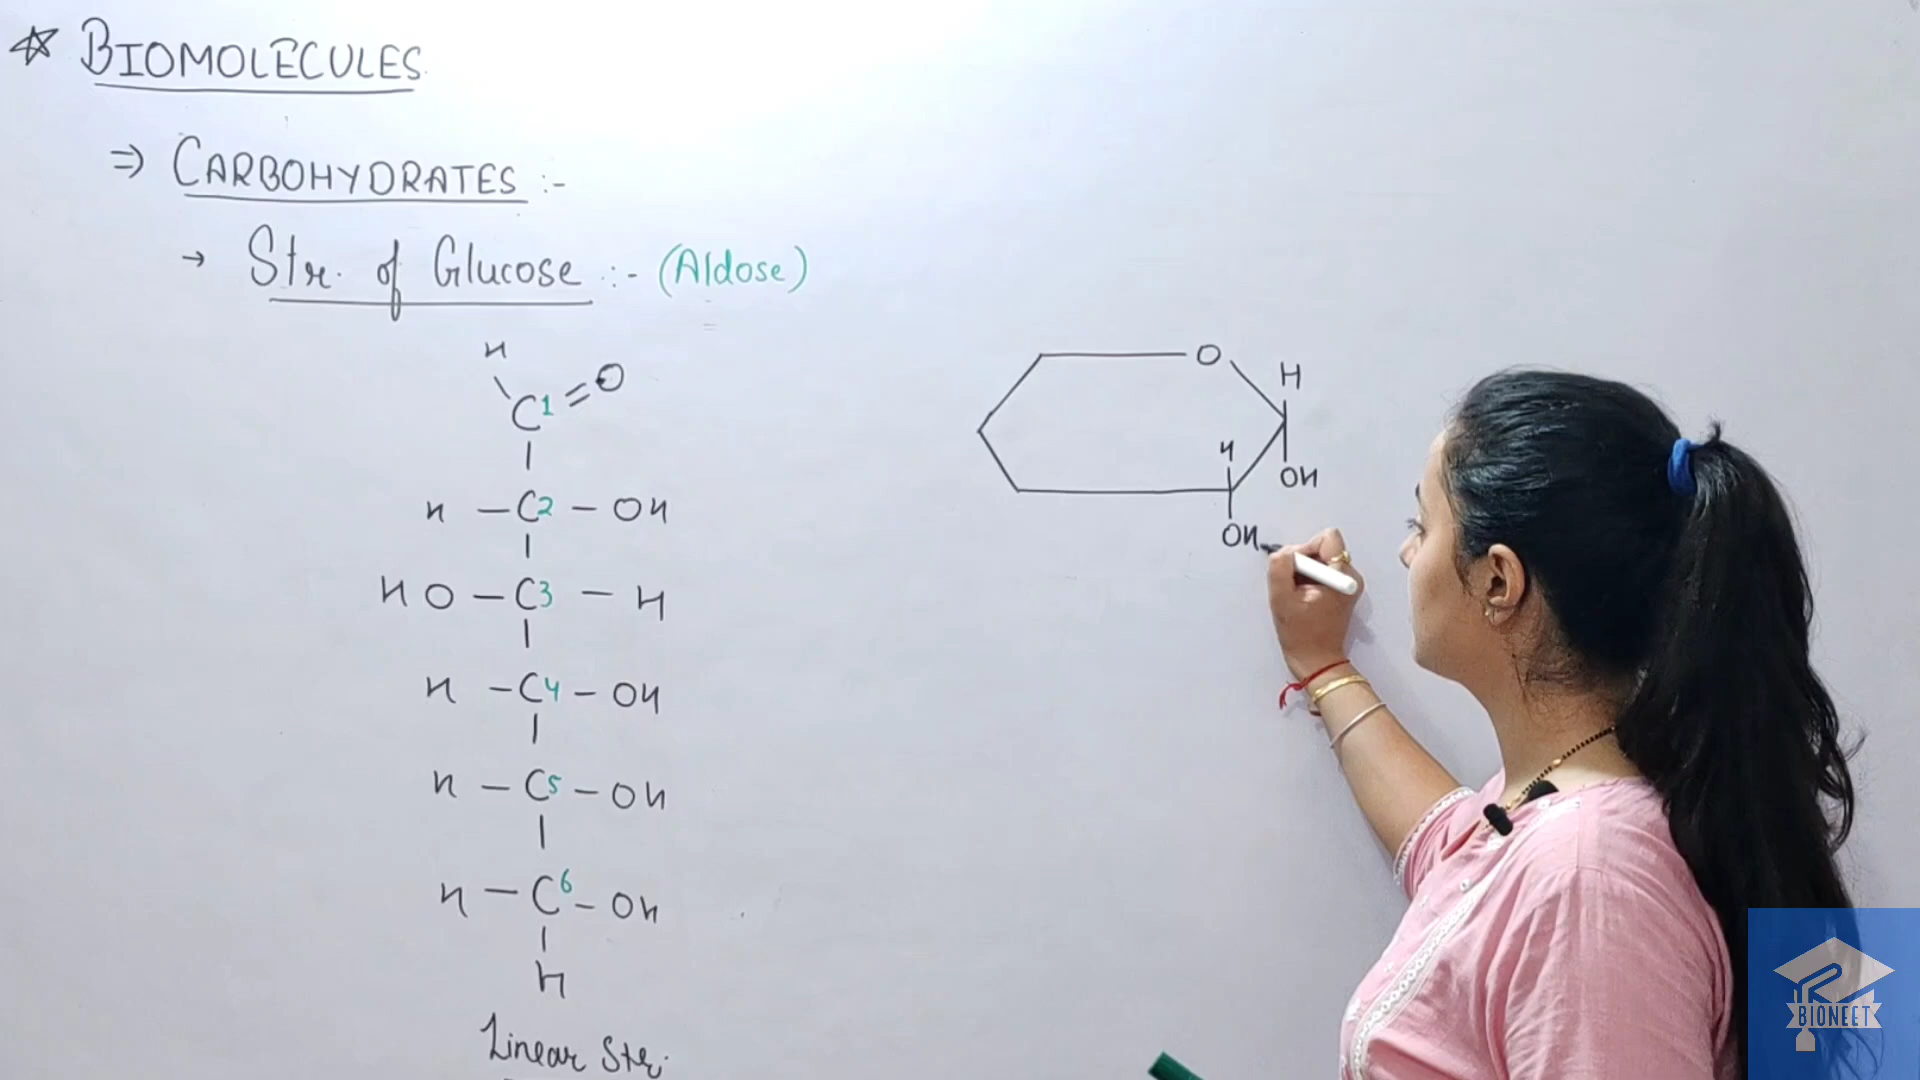 ☆ BIOMOLECULES
⇒ CARBOHYDRATES :-
→ Str. of Glucose :- (Aldose)
H
C1 = O
H - C2 - OH
HO - C3 - H
H - C4 - OH
H - C5 - OH
H - C6 - OH
H
Linear Str.
O
H
H
OH
OH
BIONEET